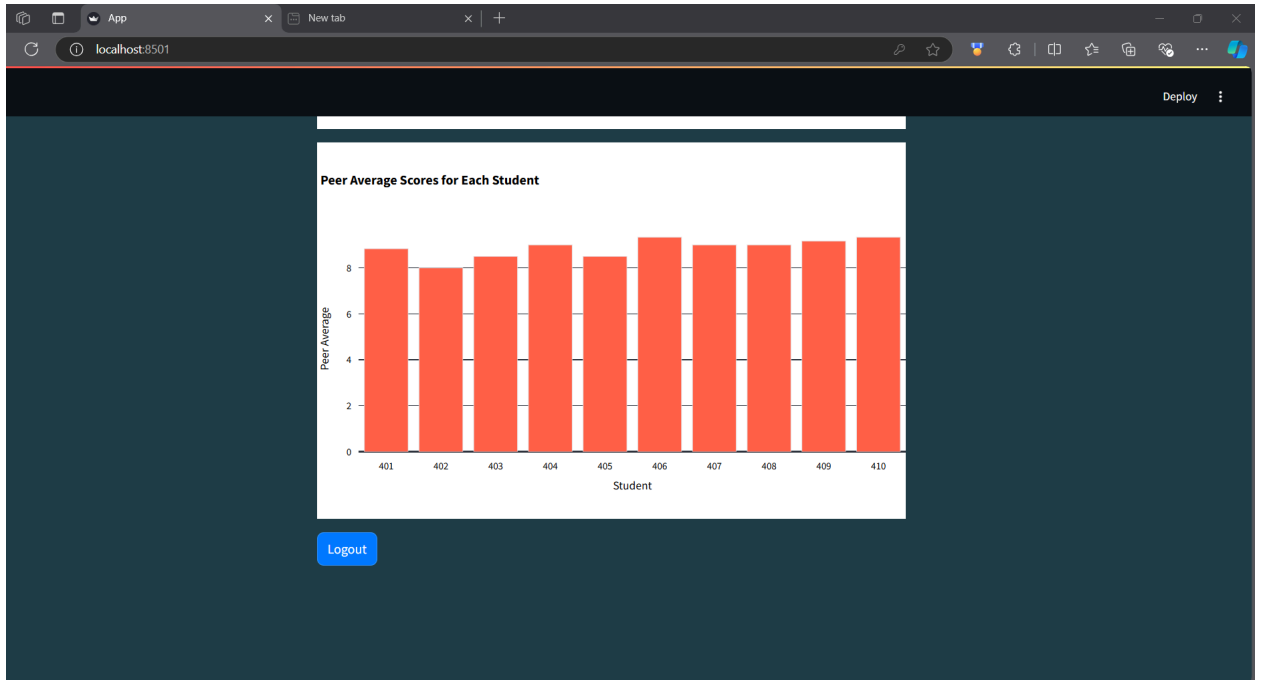 App
New tab
localhost:8501
Deploy
Peer Average Scores for Each Student
8
6
4
2
0
Peer Average
401 402 403 404 405 406 407 408 409 410
Student
Logout